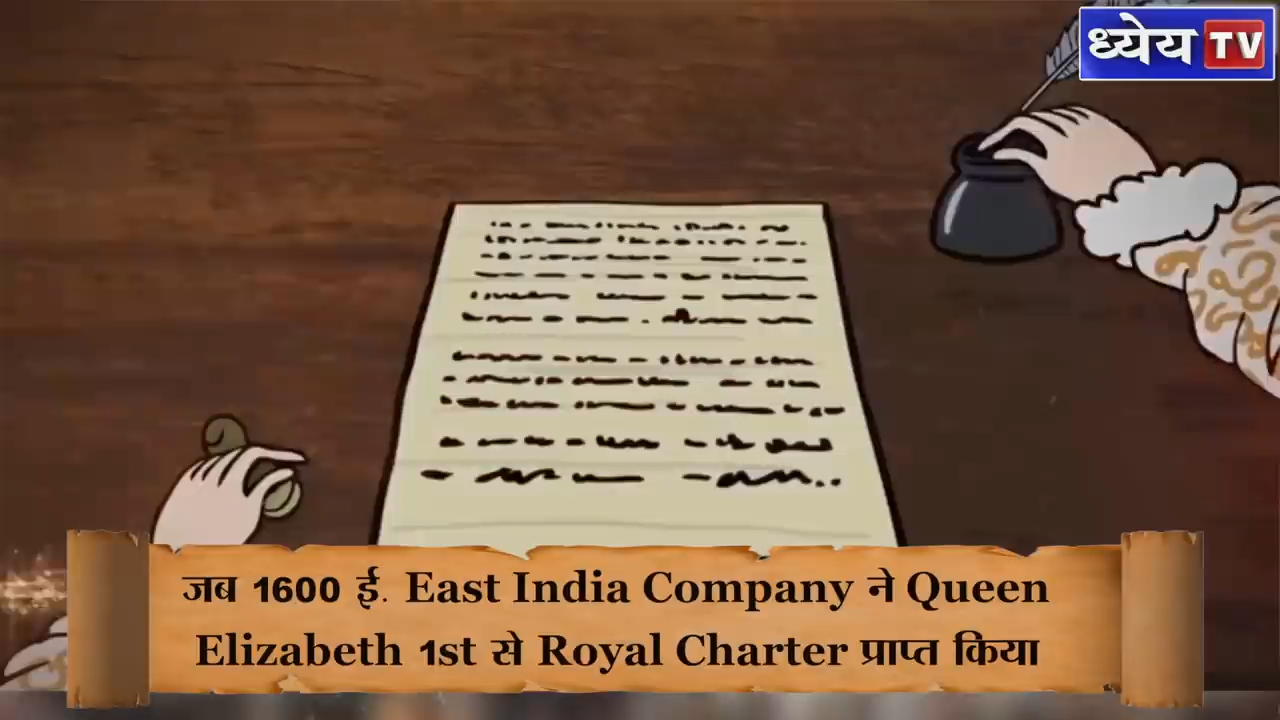 ध्येय TV
जब 1600 ई. East India Company ने Queen
Elizabeth 1st से Royal Charter प्राप्त किया